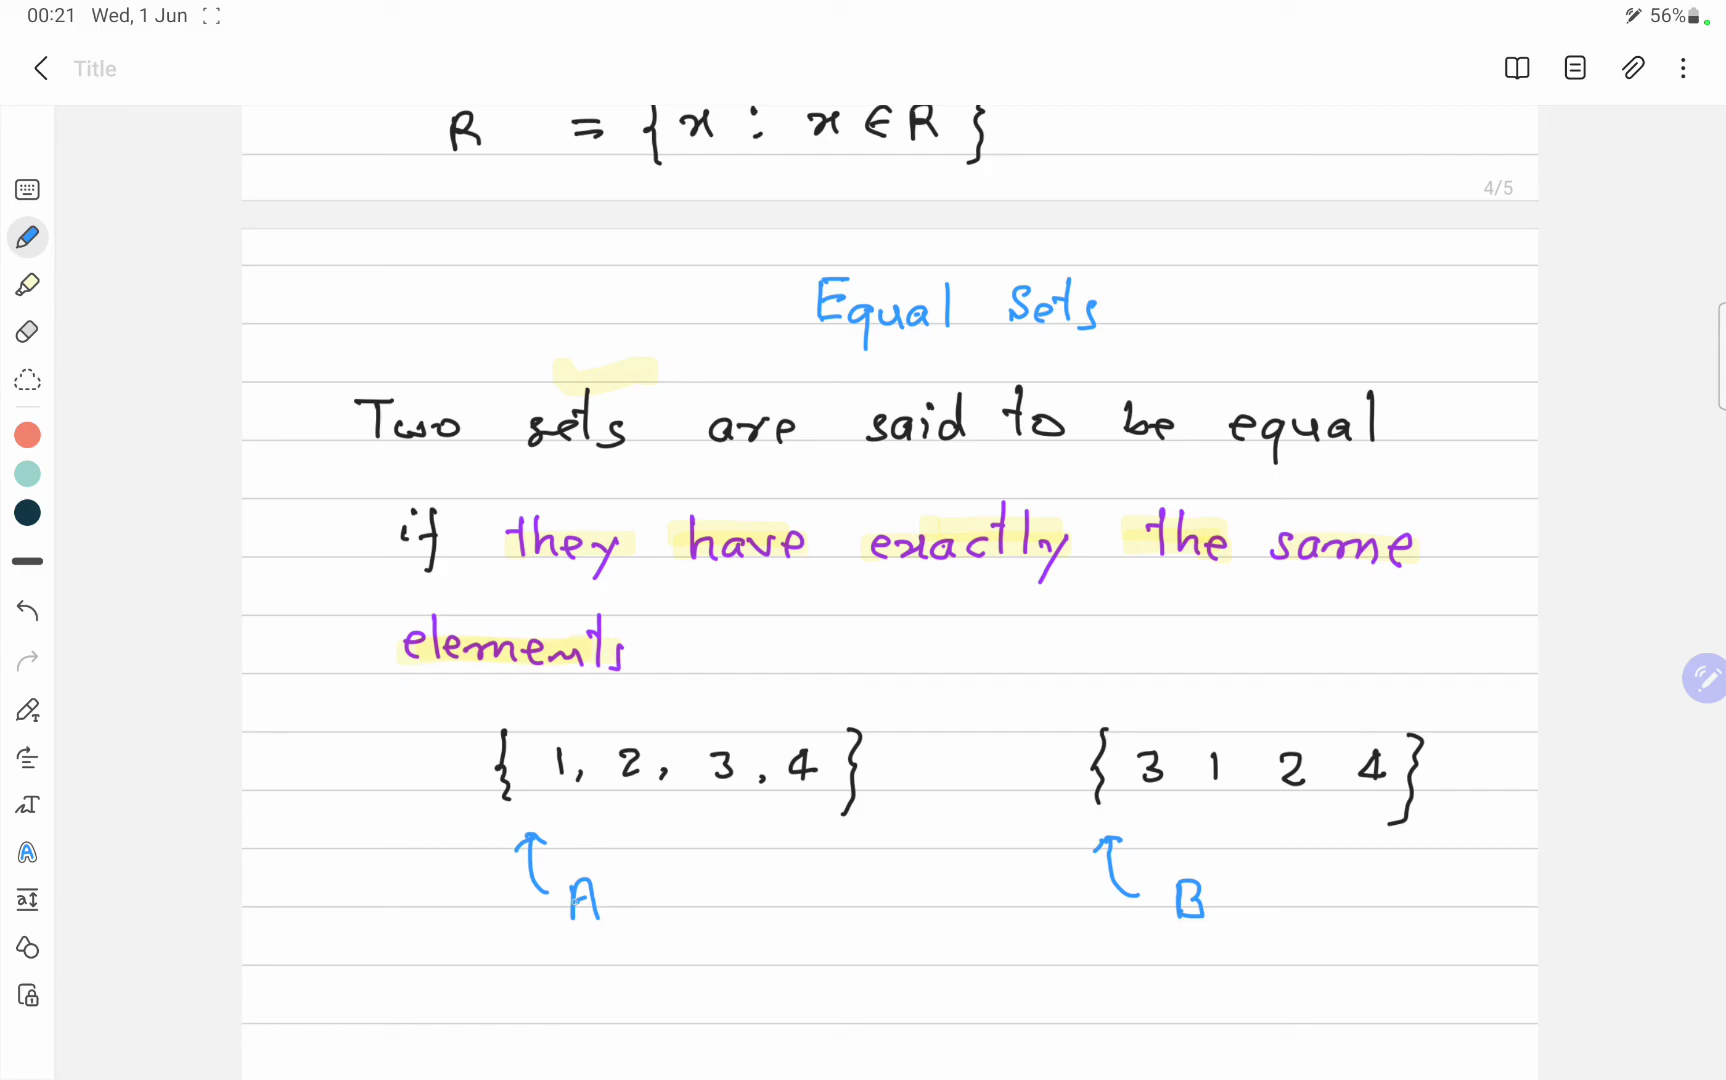 00:21 Wed, 1 Jun 56%
Title
R = { x : x ∈ R }
4/5
Equal Sets
Two sets are said to be equal
if they have exactly the same
elements
{ 1, 2, 3, 4 } { 3 1 2 4 }
A B